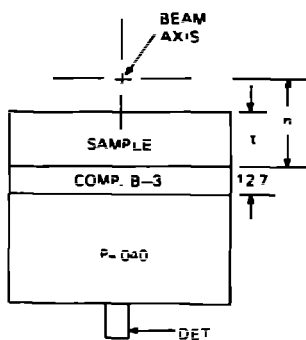 BEAM
AXIS
n
t
SAMPLE
COMP. B-3
12.7
P-040
DET